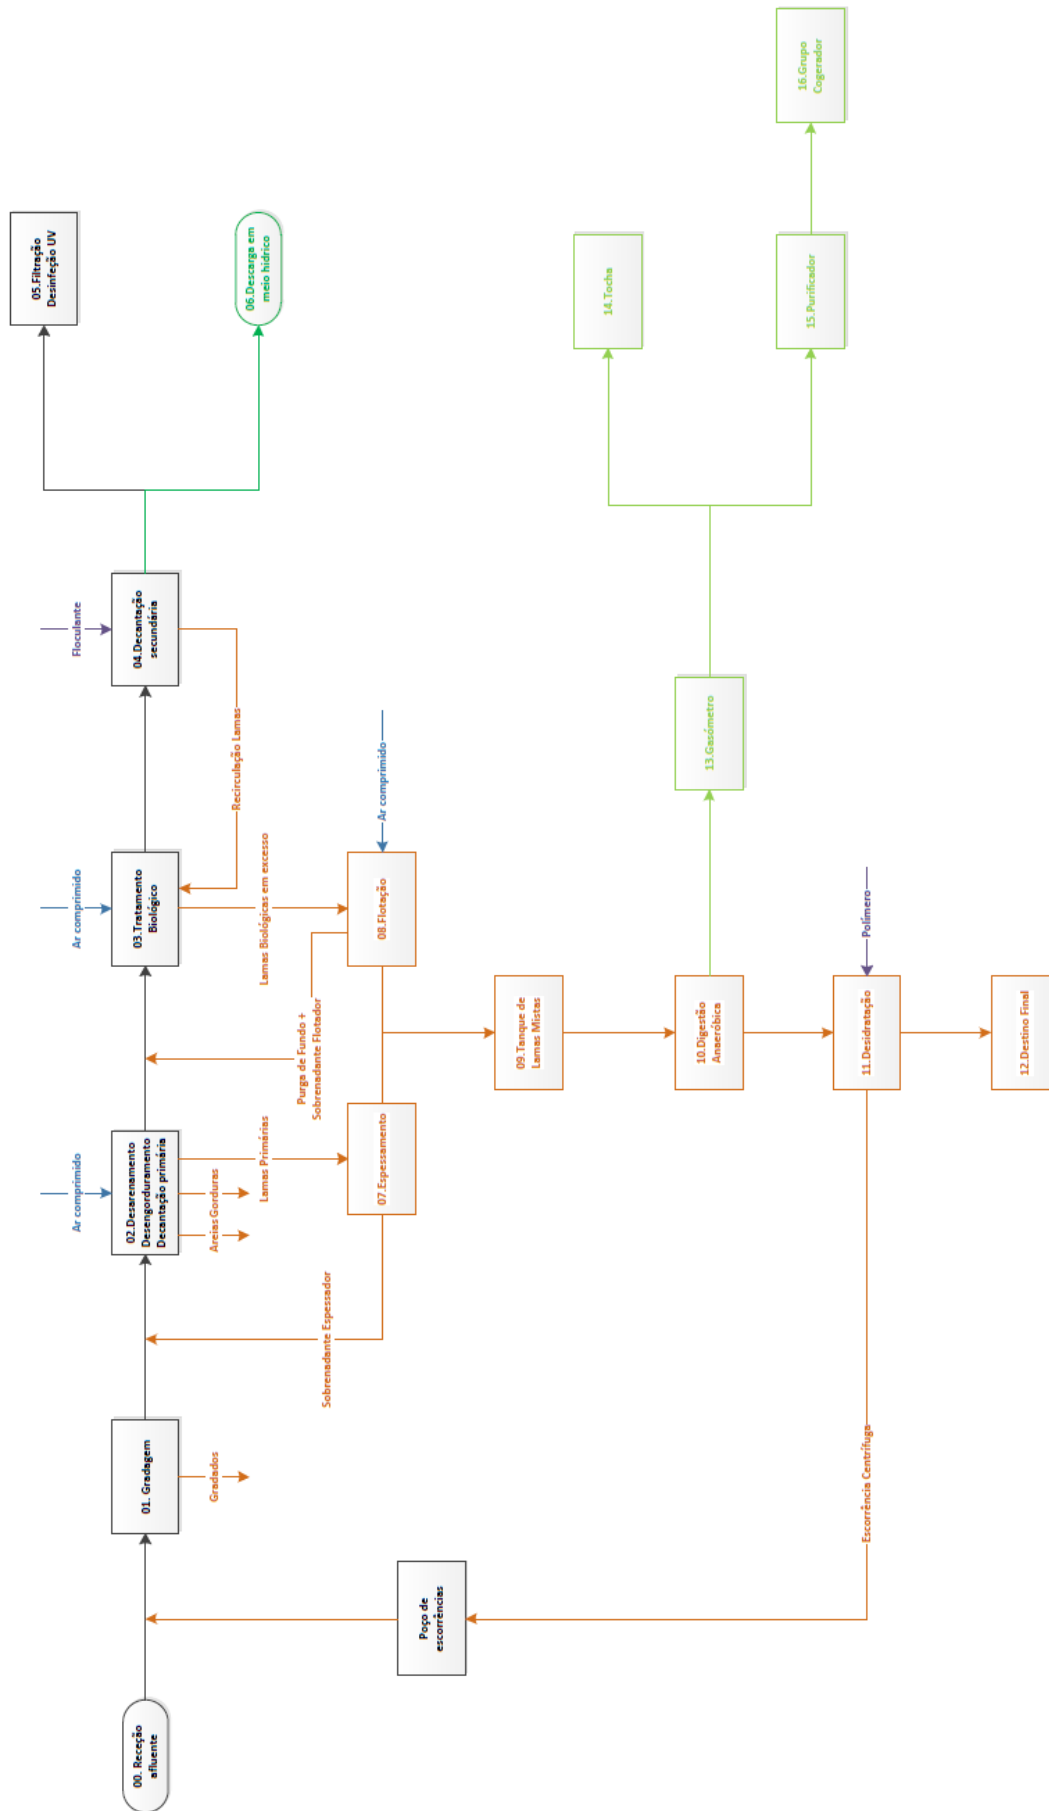 00. Receção
afluente
01. Gradagem
Gradados
02.Desarenamento
Desengorduramento
Decantação primária
Ar comprimido
Areias
Gorduras
Lamas Primárias
03.Tratamento
Biológico
Ar comprimido
Lamas Biológicas em excesso
04.Decantação
secundária
Floculante
Recirculação Lamas
05.Filtração
Desinfeção UV
06.Descarga em
meio hídrico
Sobrenadante Espessador
07.Espessamento
Purga de Fundo +
Sobrenadante Flotador
08.Flotação
Ar comprimido
Poço de
escorrências
09.Tanque de
Lamas Mistas
10.Digestão
Anaeróbica
11.Desidratação
Polímero
Escorrência Centrífuga
12.Destino Final
13.Gasómetro
14.Tocha
15.Purificador
16.Grupo
Cogerador